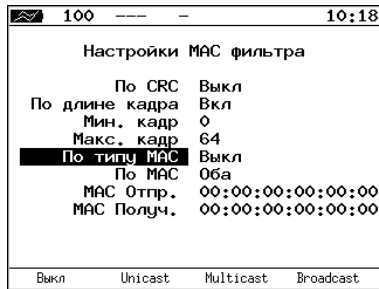 100 --- - 10:18
Настройки MAC фильтра
По CRC Выкл
По длине кадра Вкл
Мин. кадр 0
Макс. кадр 64
По типу MAC Выкл
По MAC Оба
MAC Отпр. 00:00:00:00:00:00
MAC Получ. 00:00:00:00:00:00
Выкл Unicast Multicast Broadcast